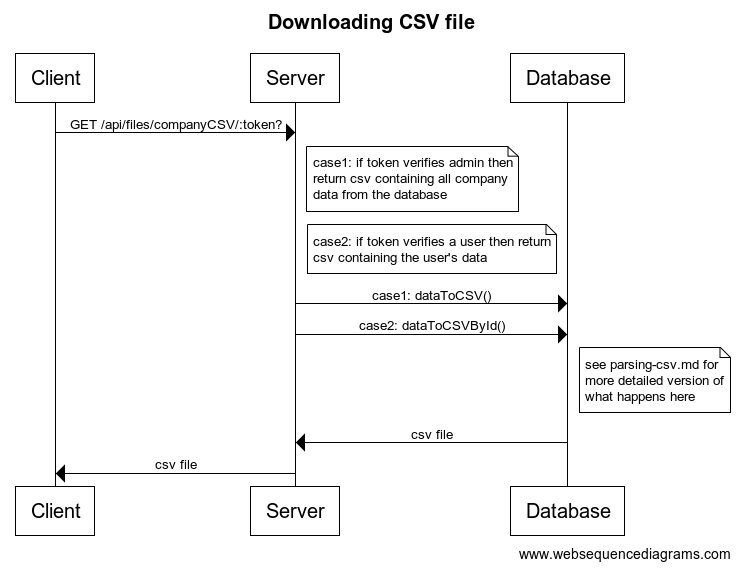 Downloading CSV file
Client
Server
Database
GET /api/files/companyCSV/:token?
case1: if token verifies admin then
return csv containing all company
data from the database
case2: if token verifies a user then return
csv containing the user's data
case1: dataToCSV()
case2: dataToCSVById()
see parsing-csv.md for
more detailed version of
what happens here
csv file
csv file
Client
Server
Database
www.websequencediagrams.com